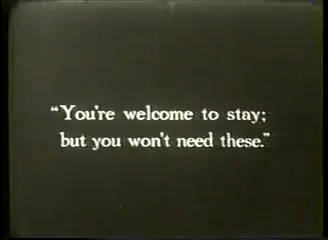 “You're welcome to stay;
but you won't need these.”